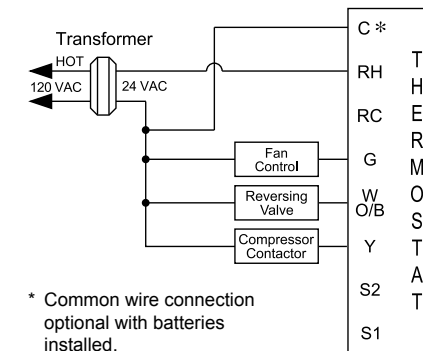 Transformer
HOT
120 VAC
24 VAC
C *
RH
RC
Fan
Control
G
Reversing
Valve
W
O/B
Compressor
Contactor
Y
S2
S1
THERMOSTAT
* Common wire connection
optional with batteries
installed.